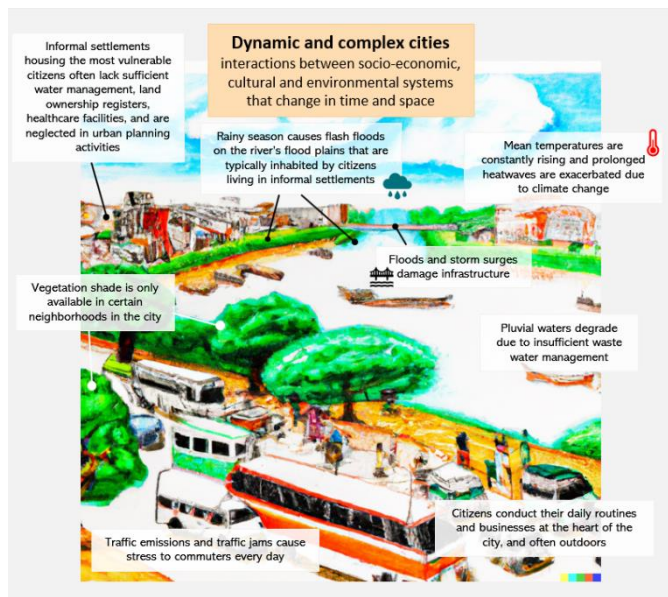 Dynamic and complex cities
interactions between socio-economic,
cultural and environmental systems
that change in time and space
Informal settlements
housing the most vulnerable
citizens often lack sufficient
water management, land
ownership registers,
healthcare facilities, and are
neglected in urban planning
activities
Rainy season causes flash floods
on the river's flood plains that are
typically inhabited by citizens
living in informal settlements
Mean temperatures are
constantly rising and prolonged
heatwaves are exacerbated due
to climate change
Floods and storm surges
damage infrastructure
Vegetation shade is only
available in certain
neighborhoods in the city
Pluvial waters degrade
due to insufficient waste
water management
Citizens conduct their daily routines
and businesses at the heart of the
city, and often outdoors
Traffic emissions and traffic jams cause
stress to commuters every day